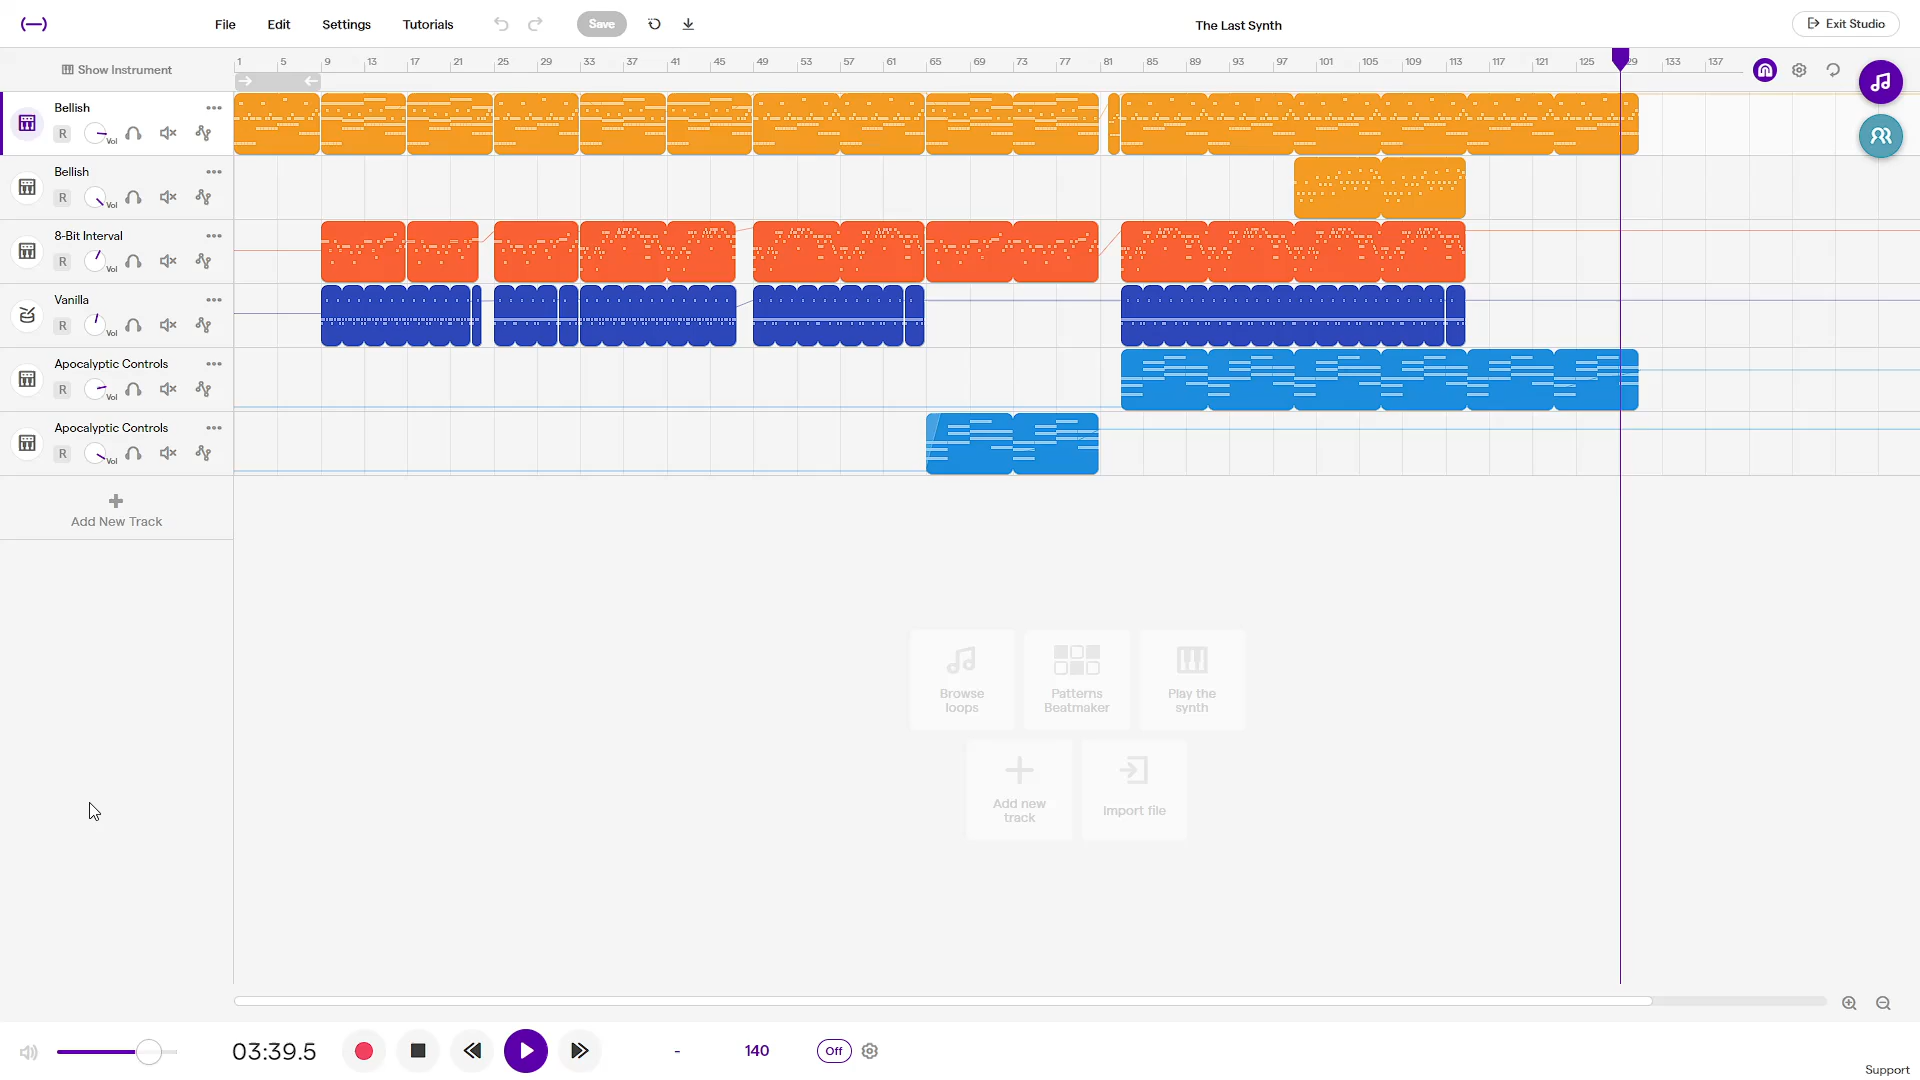 File Edit Settings Tutorials Save The Last Synth Exit Studio
Show Instrument 1 5 9 13 17 21 25 29 33 37 41 45 49 53 57 61 65 69 73 77 81 85 89 93 97 101 105 109 113 117 121 125 29 133 137
Bellish
R Vol
Bellish
R Vol
8-Bit Interval
R Vol
Vanilla
R Vol
Apocalyptic Controls
R Vol
Apocalyptic Controls
R Vol
Add New Track
Browse
loops
Patterns
Beatmaker
Play the
synth
Add new
track
Import file
03:39.5 - 140 Off
Support